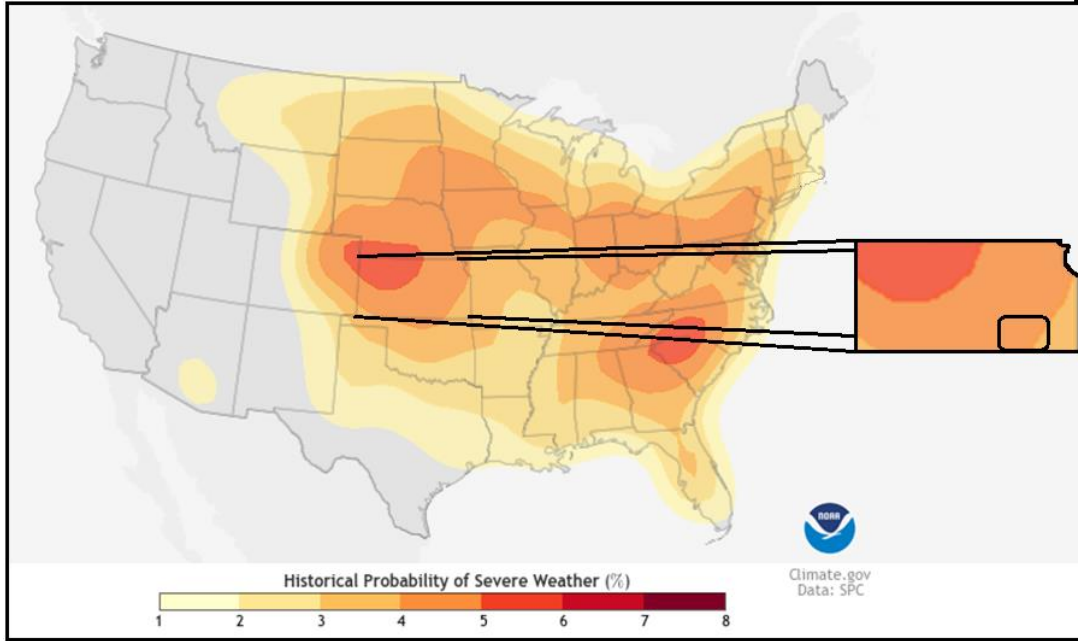 NOAA
Climate.gov
Data: SPC
Historical Probability of Severe Weather (%)
1 2 3 4 5 6 7 8